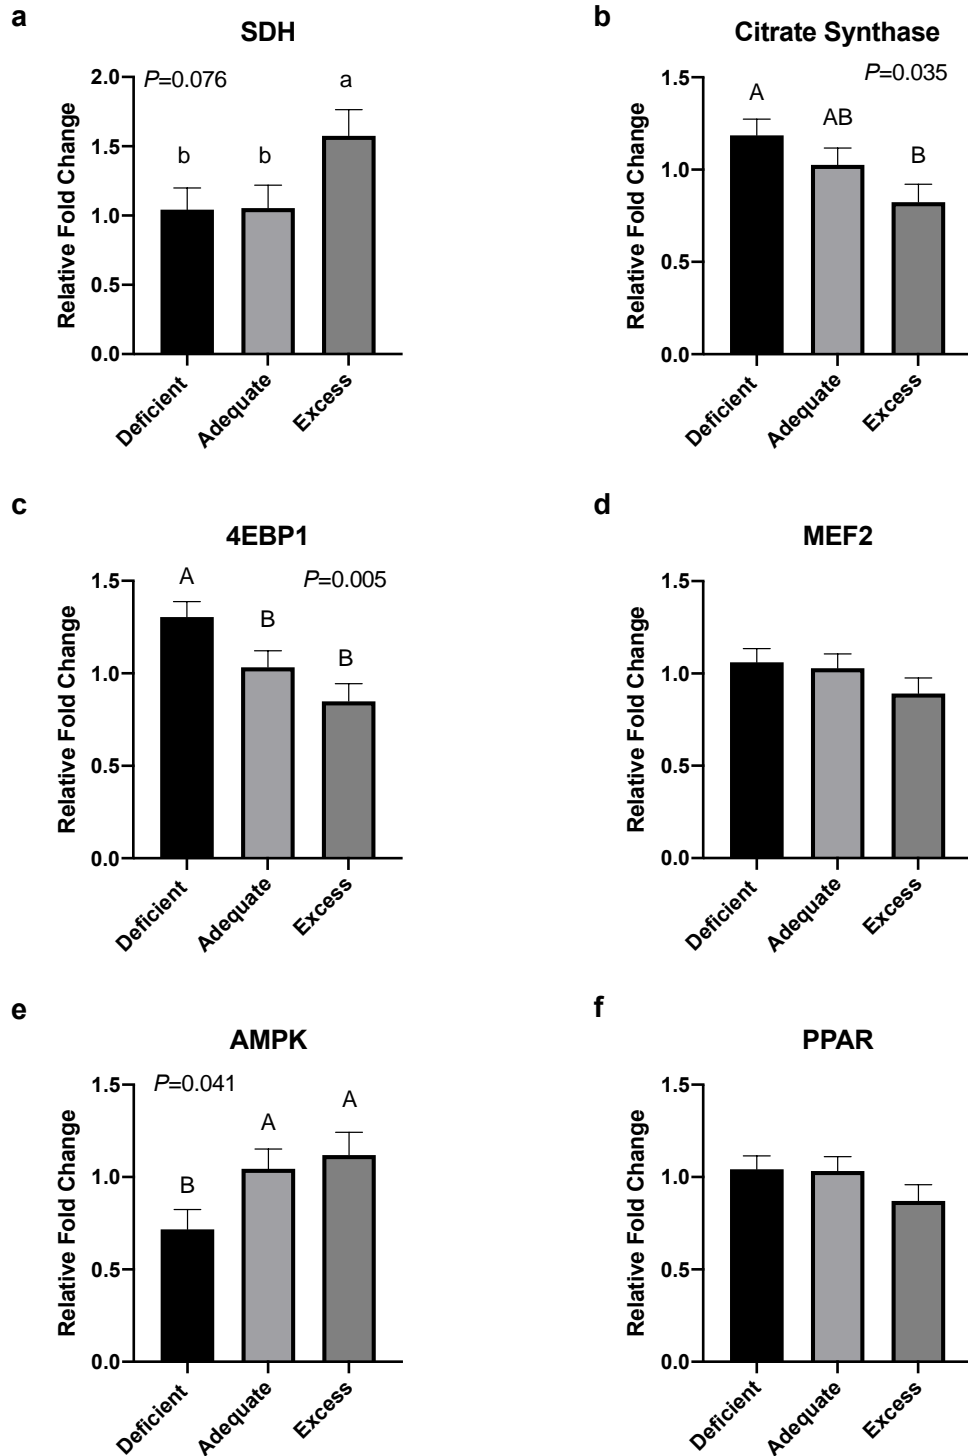 a
SDH
P=0.076
Relative Fold Change
2.0
1.5
1.0
0.5
0.0
b
b
a
Deficient
Adequate
Excess
b
Citrate Synthase
P=0.035
Relative Fold Change
1.5
1.0
0.5
0.0
A
AB
B
Deficient
Adequate
Excess
c
4EBP1
P=0.005
Relative Fold Change
1.5
1.0
0.5
0.0
A
B
B
Deficient
Adequate
Excess
d
MEF2
Relative Fold Change
1.5
1.0
0.5
0.0
Deficient
Adequate
Excess
e
AMPK
P=0.041
Relative Fold Change
1.5
1.0
0.5
0.0
B
A
A
Deficient
Adequate
Excess
f
PPAR
Relative Fold Change
1.5
1.0
0.5
0.0
Deficient
Adequate
Excess